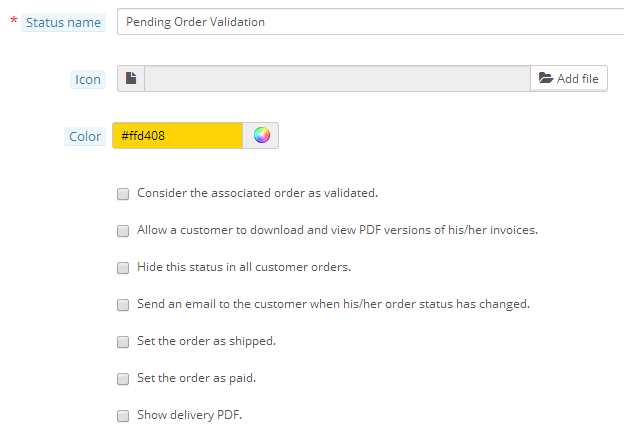 * Status name Pending Order Validation
Icon Add file
Color #ffd408
Consider the associated order as validated.
Allow a customer to download and view PDF versions of his/her invoices.
Hide this status in all customer orders.
Send an email to the customer when his/her order status has changed.
Set the order as shipped.
Set the order as paid.
Show delivery PDF.